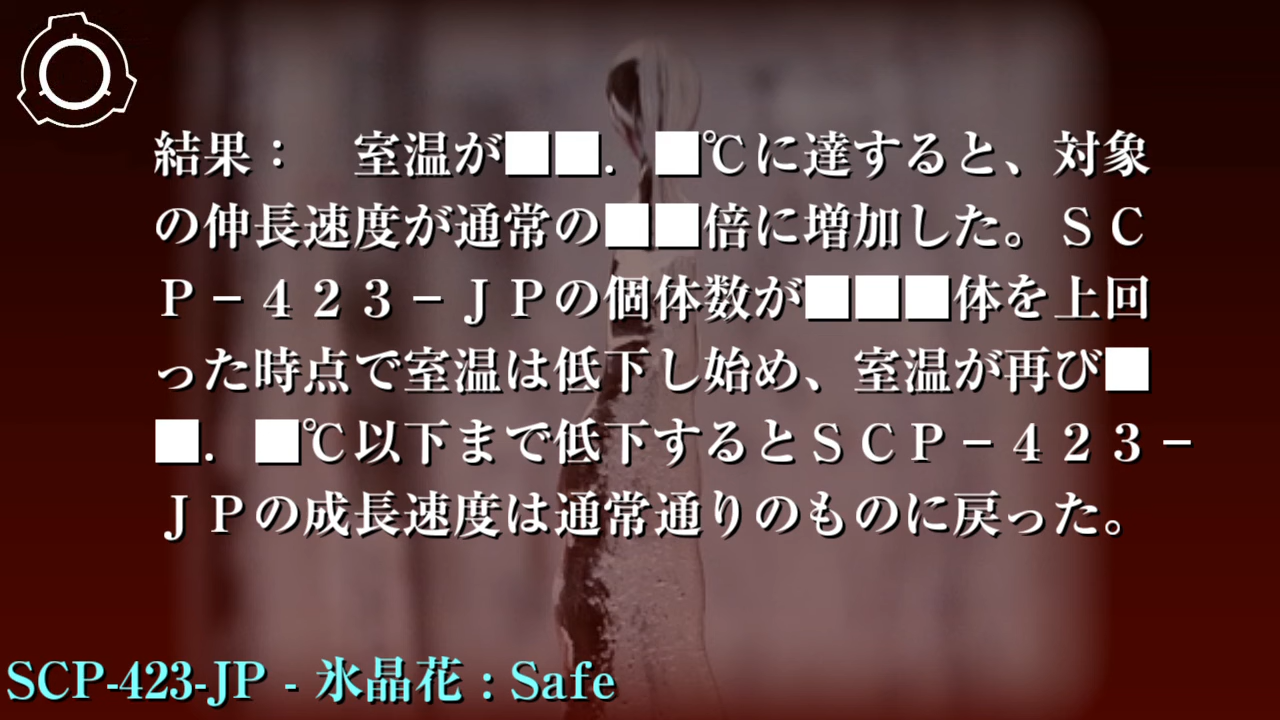 結果：　室温が■■．■℃に達すると、対象
の伸長速度が通常の■■倍に増加した。ＳＣ
Ｐ－４２３－ＪＰの個体数が■■■体を上回
った時点で室温は低下し始め、室温が再び■
■．■℃以下まで低下するとＳＣＰ－４２３－
ＪＰの成長速度は通常通りのものに戻った。
SCP-423-JP - 氷晶花 : Safe